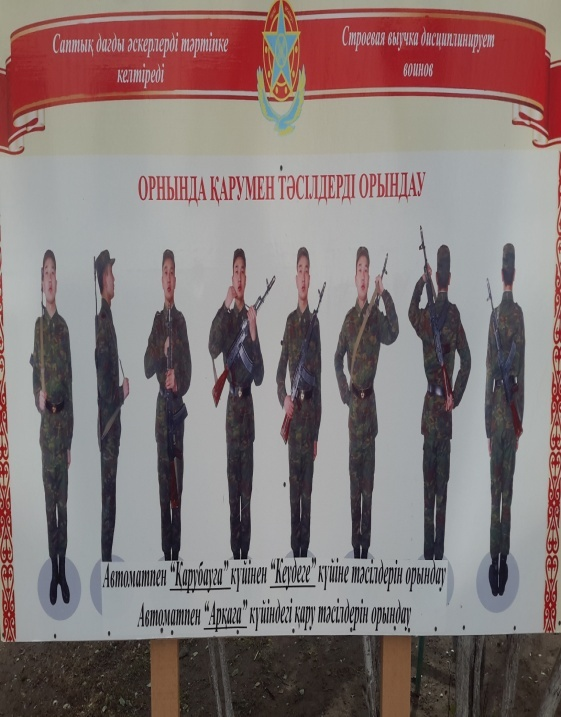 Саптық дағды әскерлерді тәртіпке
келтіреді
Строевая выучка дисциплинирует
воинов
ОРНЫНДА ҚАРУМЕН ТӘСІЛДЕРДІ ОРЫНДАУ
Автоматпен “Қарубауға” күйінен “Кеудеге” күйіне тәсілдерін орындау
Автоматпен “Арқаға” күйіндегі қару тәсілдерін орындау